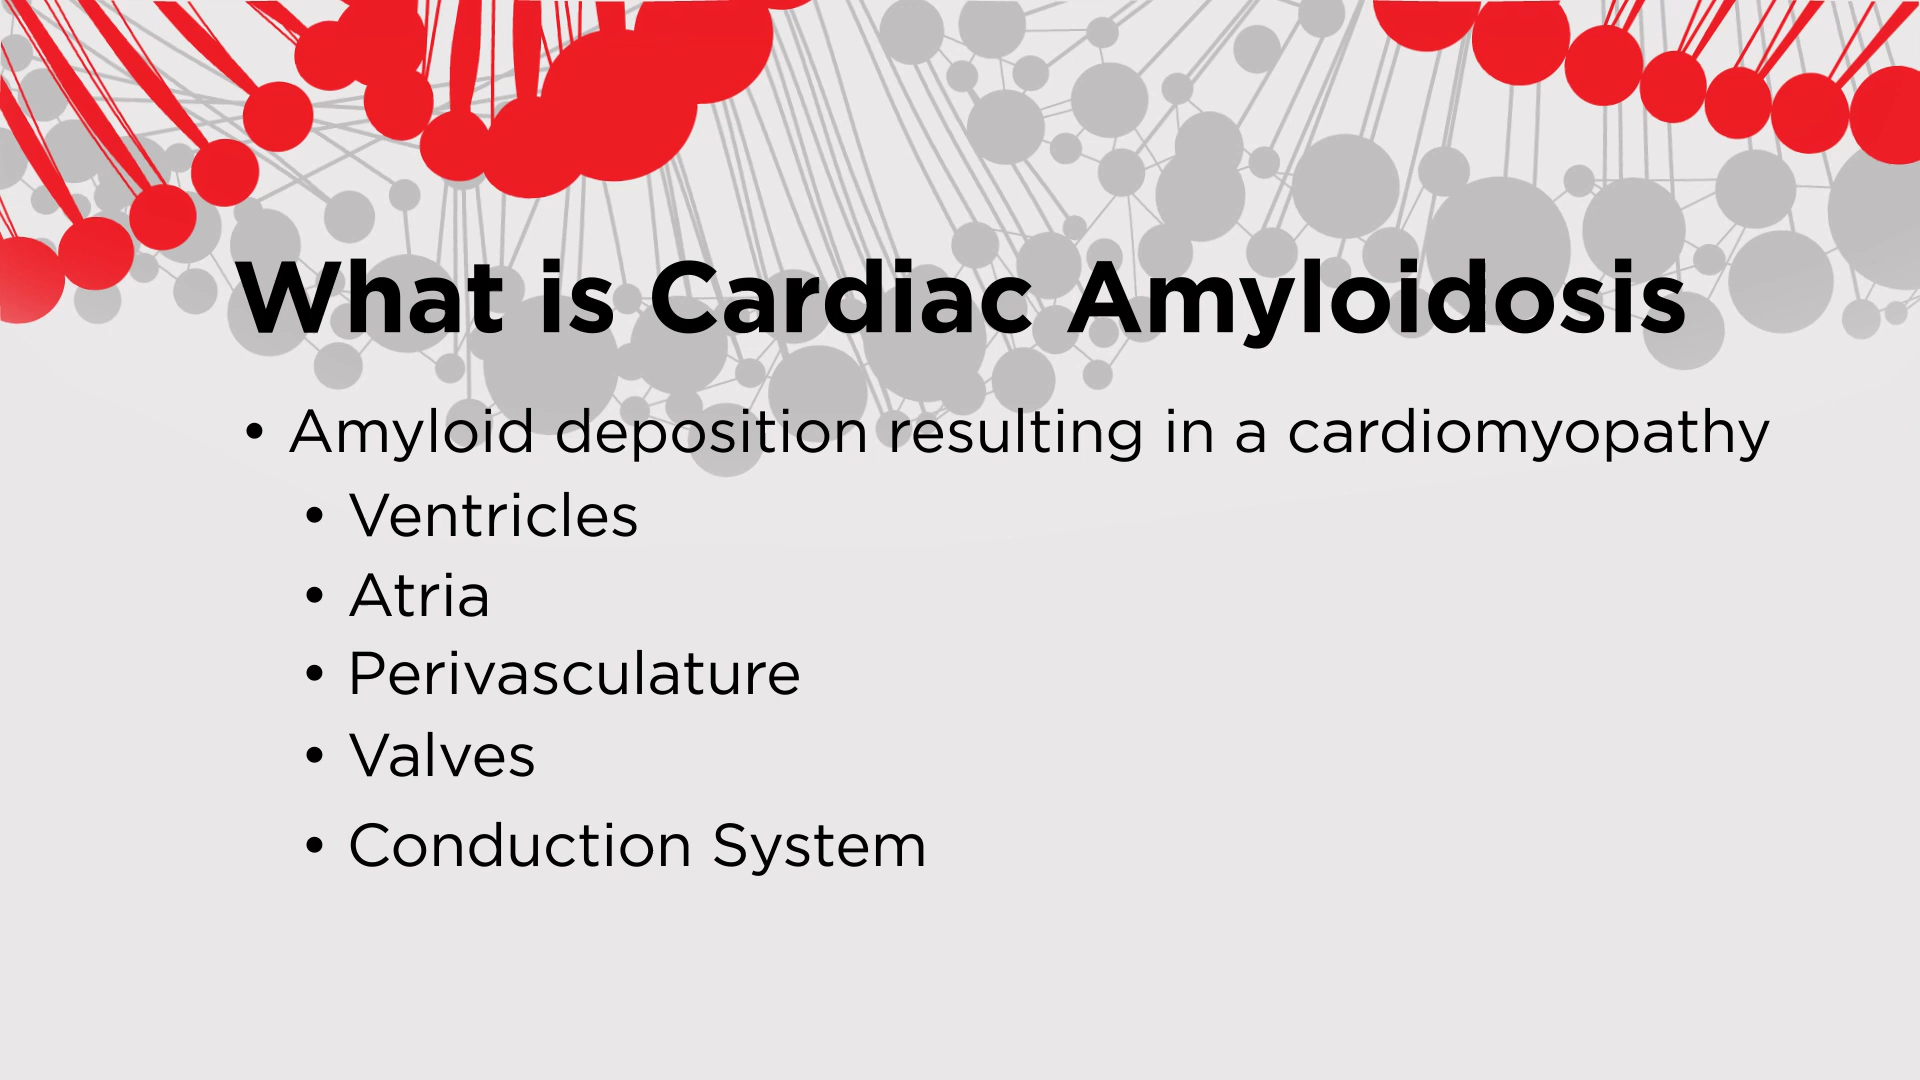 What is Cardiac Amyloidosis
• Amyloid deposition resulting in a cardiomyopathy
• Ventricles
• Atria
• Perivasculature
• Valves
• Conduction System